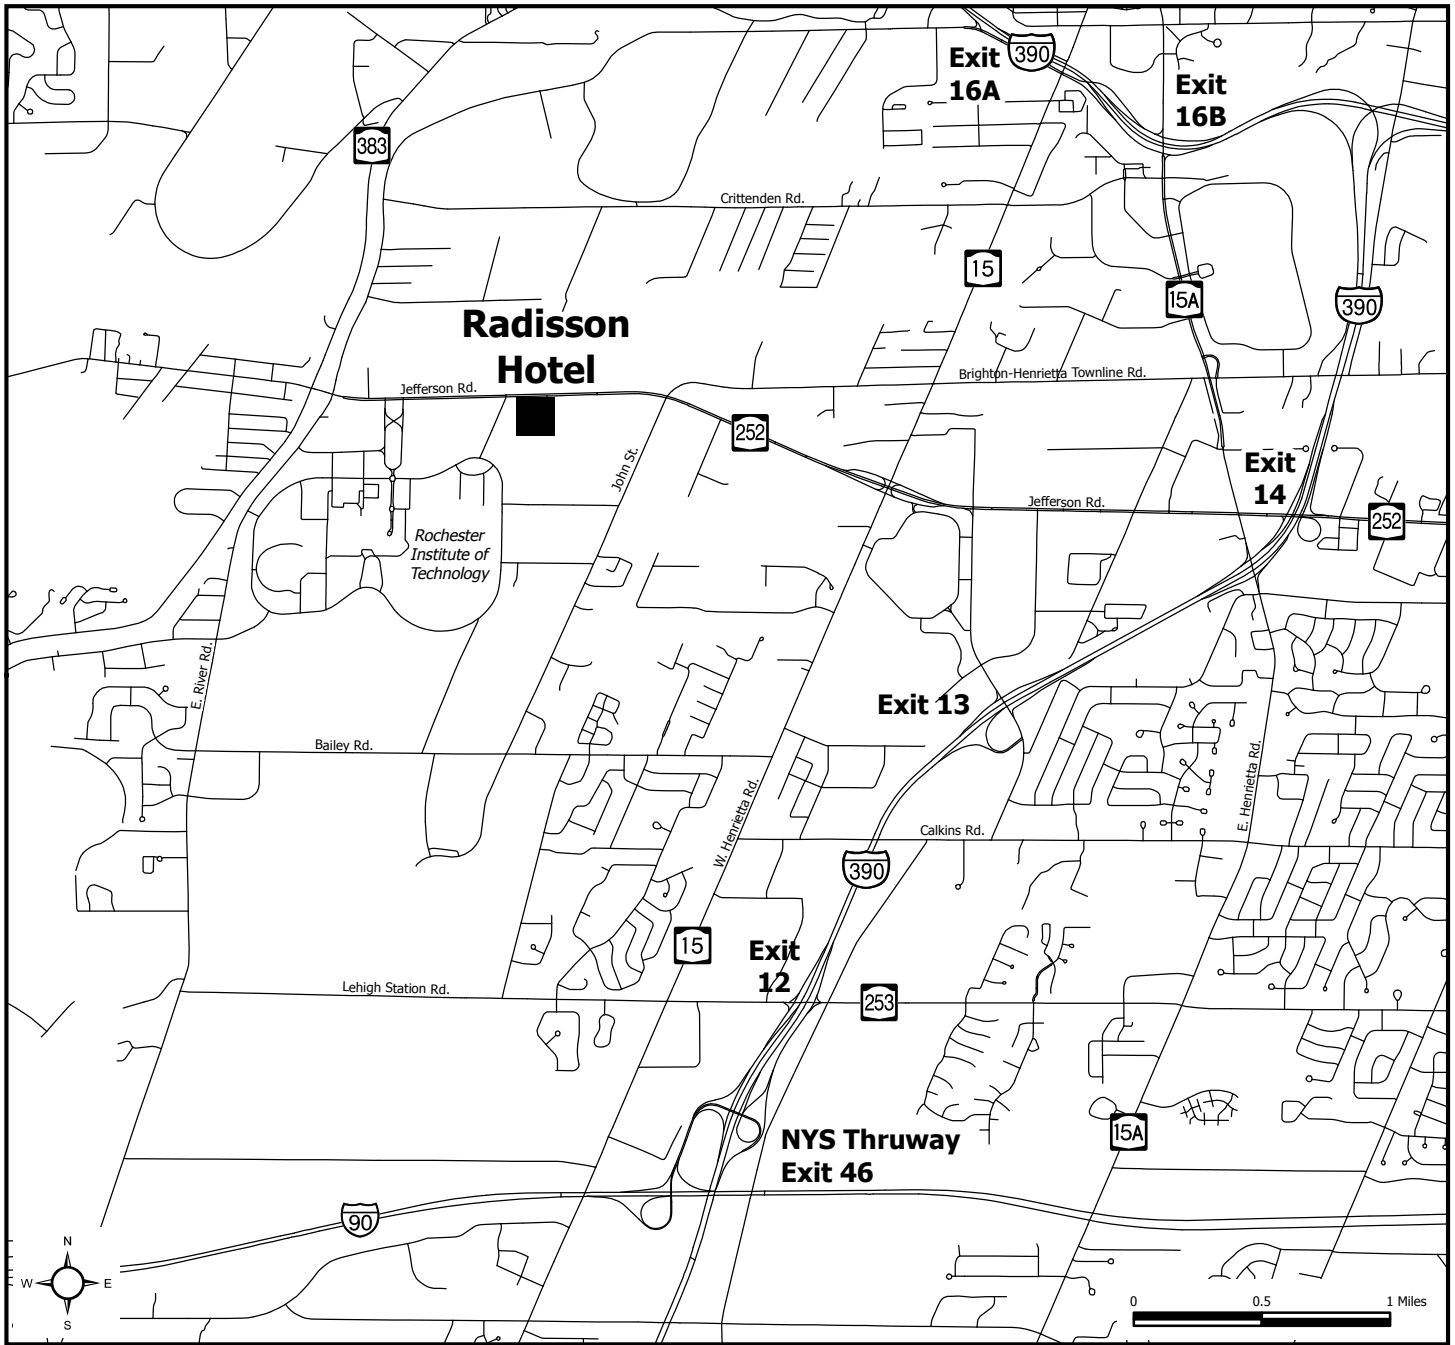 390
Exit
16A
Exit
16B
383
Crittenden Rd.
15
15A
390
Radisson
Hotel
Jefferson Rd.
Brighton-Henrietta Townline Rd.
252
John St.
Exit
14
Jefferson Rd.
252
Rochester
Institute of
Technology
E. River Rd.
Exit 13
Bailey Rd.
W. Henrietta Rd.
E. Henrietta Rd.
Calkins Rd.
390
15
Exit
12
Lehigh Station Rd.
253
15A
NYS Thruway
Exit 46
90
N
W
E
S
0
0.5
1 Miles